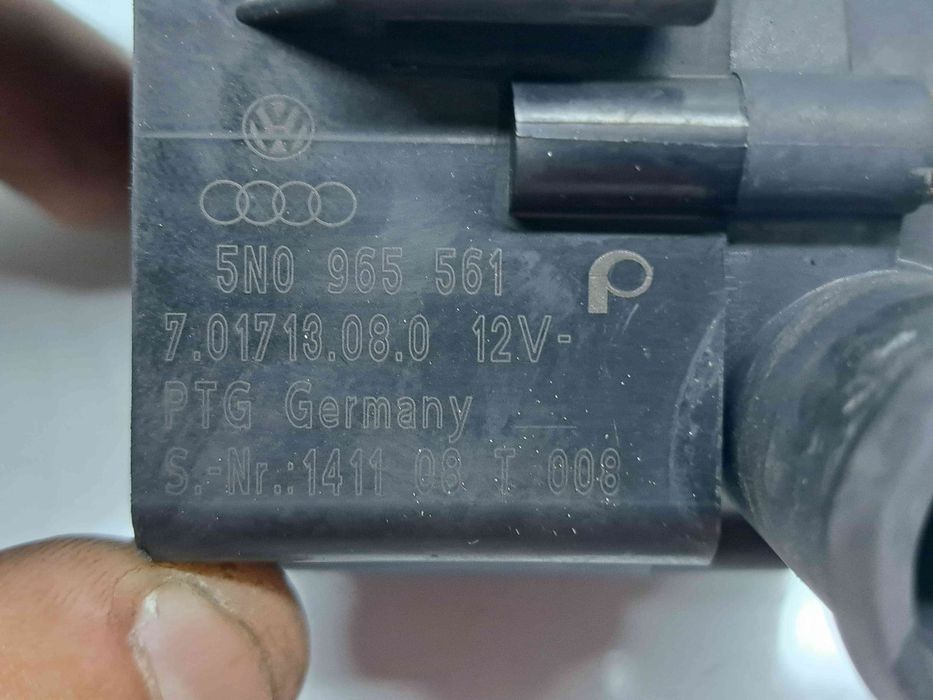 5N0 965 561
7.01713.08.0 12V-
PTG Germany
S.-Nr.:1411 08 T 008